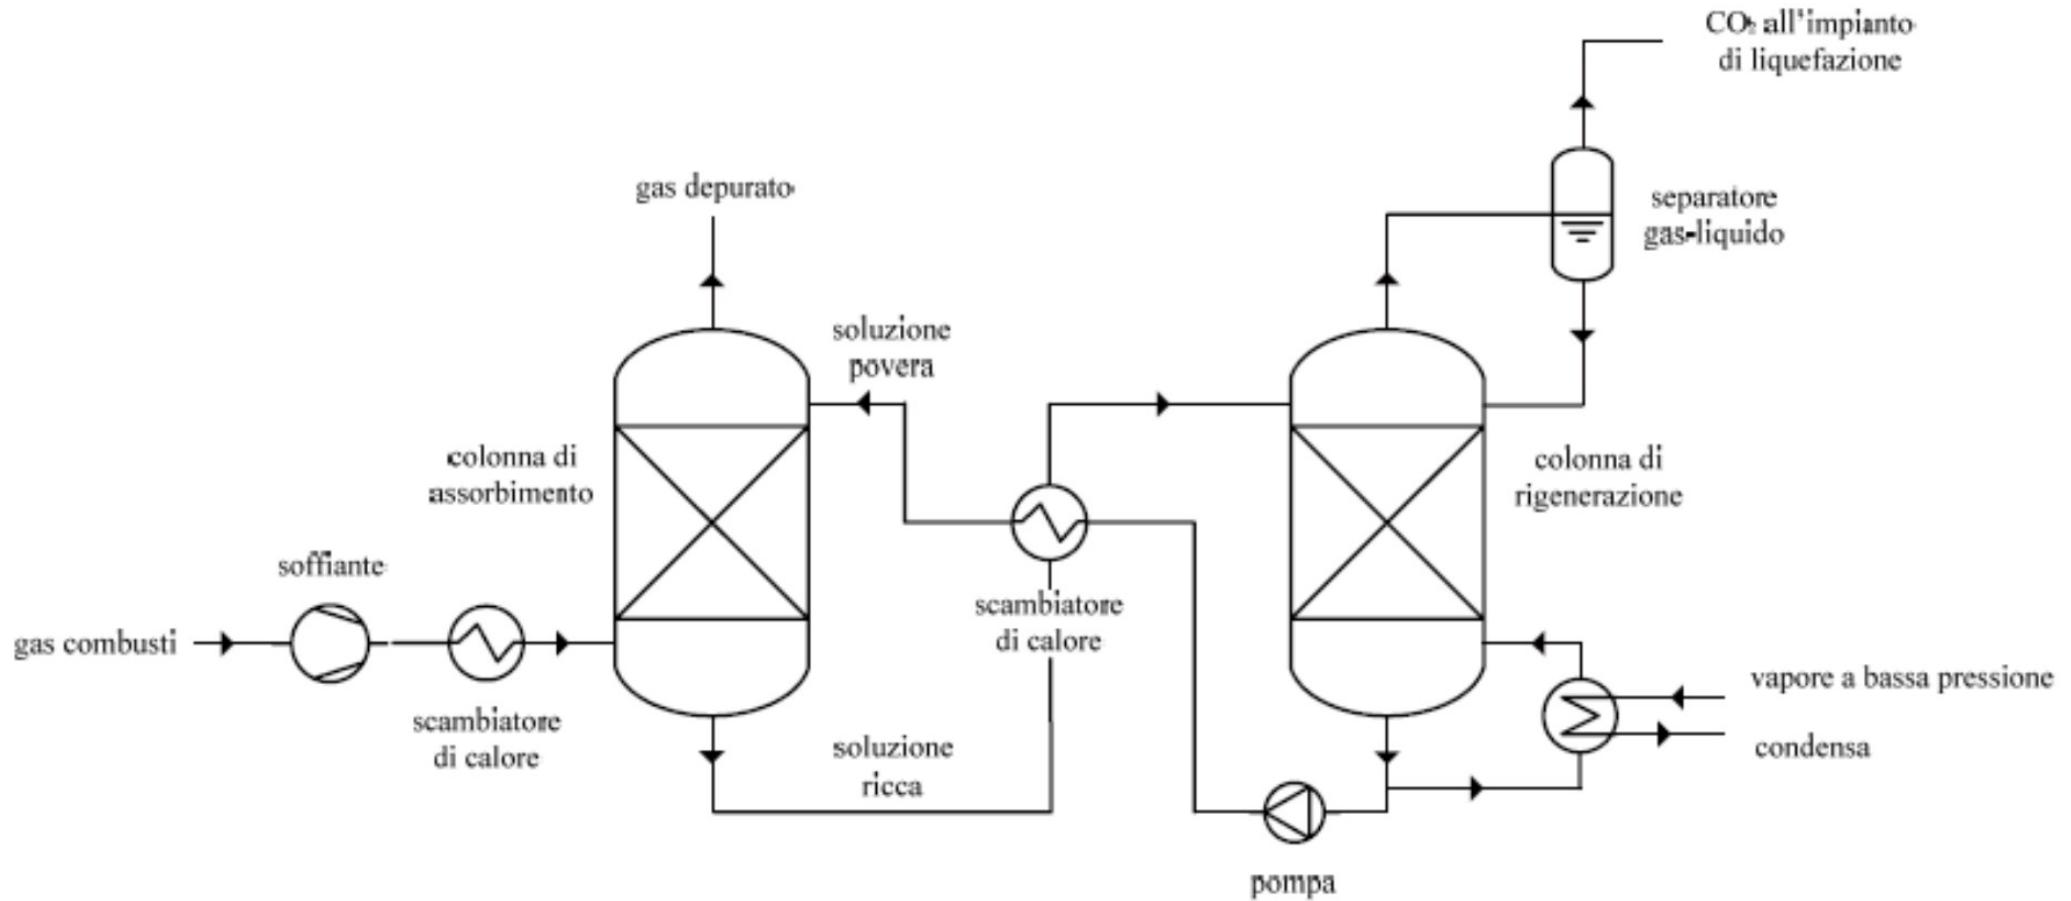 CO₂ all'impianto
di liquefazione
gas depurato
separatore
gas-liquido
soluzione
povera
colonna di
assorbimento
colonna di
rigenerazione
soffiante
scambiatore
di calore
gas combusti
vapore a bassa pressione
scambiatore
di calore
soluzione
ricca
condensa
pompa